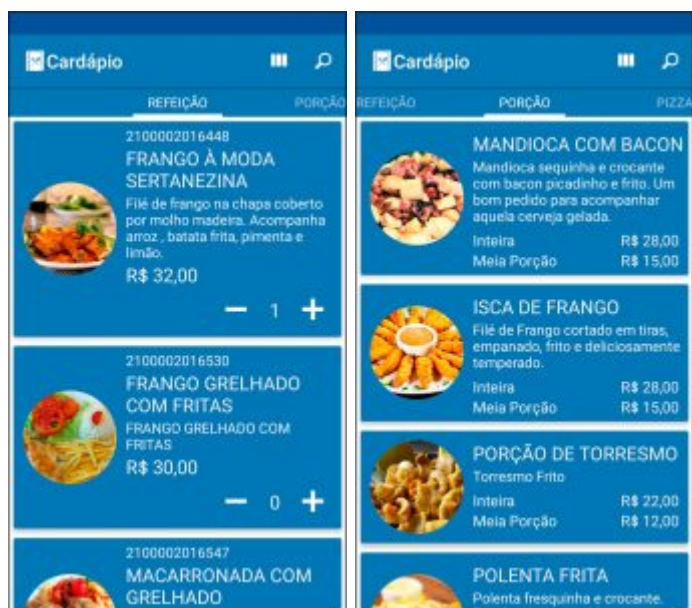 Cardápio
REFEIÇÃO PORÇÃO
2100002016448
FRANGO À MODA
SERTANEZINA
Filé de frango na chapa coberto
por molho madeira. Acompanha
arroz , batata frita, pimenta e
limão.
R$ 32,00
1
2100002016530
FRANGO GRELHADO
COM FRITAS
FRANGO GRELHADO COM
FRITAS
R$ 30,00
0
2100002016547
MACARRONADA COM
GRELHADO
Cardápio
REFEIÇÃO PORÇÃO PIZZA
MANDIOCA COM BACON
Mandioca sequinha e crocante
com bacon picadinho e frito. Um
bom pedido para acompanhar
aquela cerveja gelada.
Inteira R$ 28,00
Meia Porção R$ 15,00
ISCA DE FRANGO
Filé de Frango cortado em tiras,
empanado, frito e deliciosamente
temperado.
Inteira R$ 28,00
Meia Porção R$ 15,00
PORÇÃO DE TORRESMO
Torresmo Frito
Inteira R$ 22,00
Meia Porção R$ 12,00
POLENTA FRITA
Polenta fresquinha e crocante.